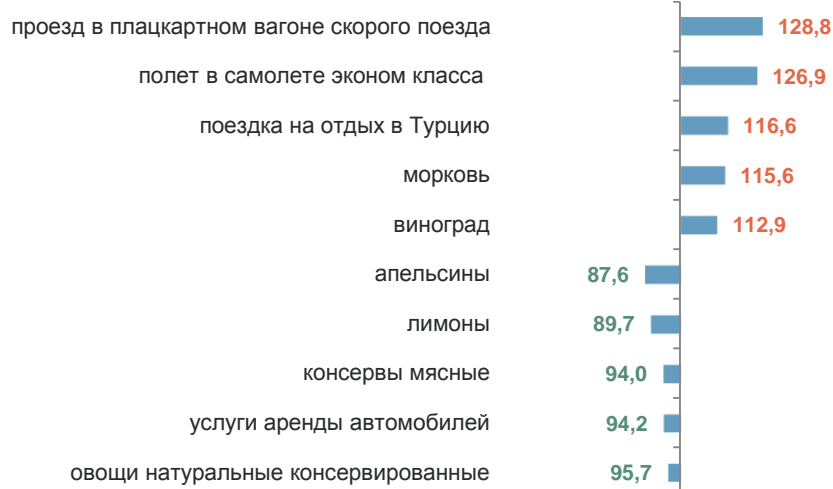 проезд в плацкартном вагоне скорого поезда 128,8
полет в самолете эконом класса 126,9
поездка на отдых в Турцию 116,6
морковь 115,6
виноград 112,9
апельсины 87,6
лимоны 89,7
консервы мясные 94,0
услуги аренды автомобилей 94,2
овощи натуральные консервированные 95,7